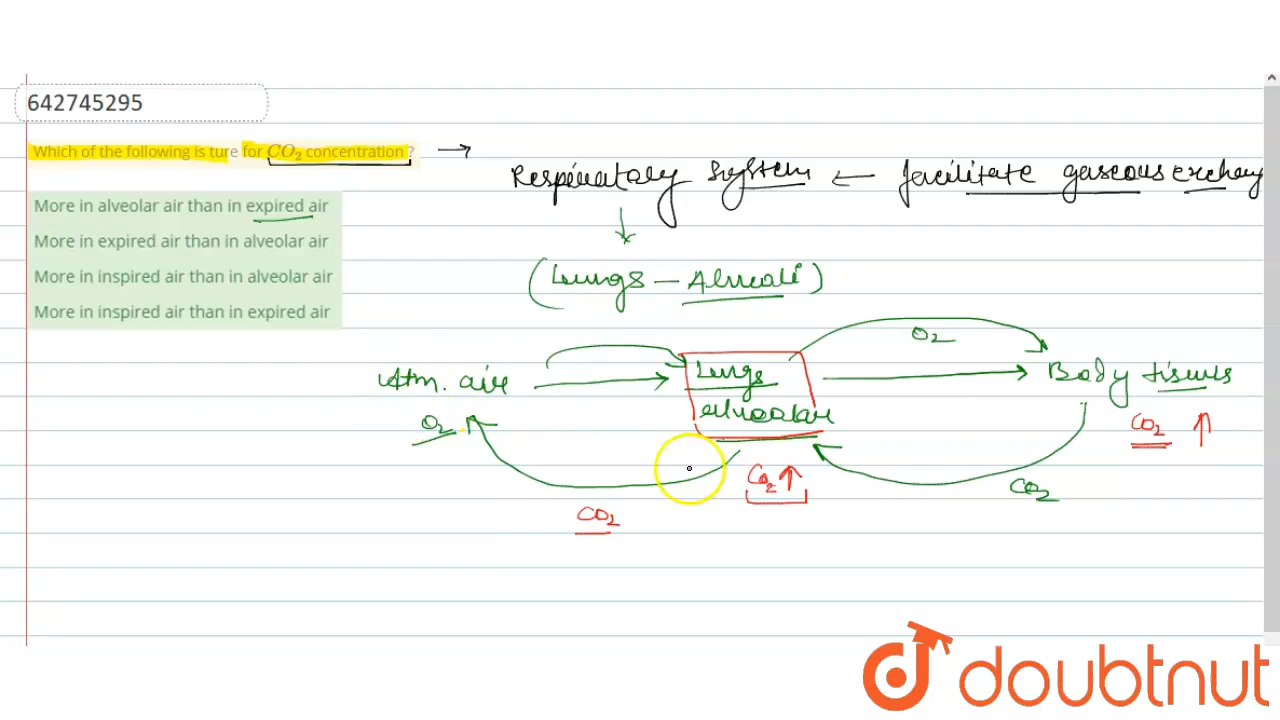 642745295
Which of the following is ture for CO₂ concentration ?
More in alveolar air than in expired air
More in expired air than in alveolar air
More in inspired air than in alveolar air
More in inspired air than in expired air
→ Respiratory System ← facilitate gaseous exchang
↓
(Lungs - Alveoli)
O2
Atm. air → Lungs → Body tissues
alveolar
O2
CO2 ↑
CO2 ↑
CO2
CO2
doubtnut